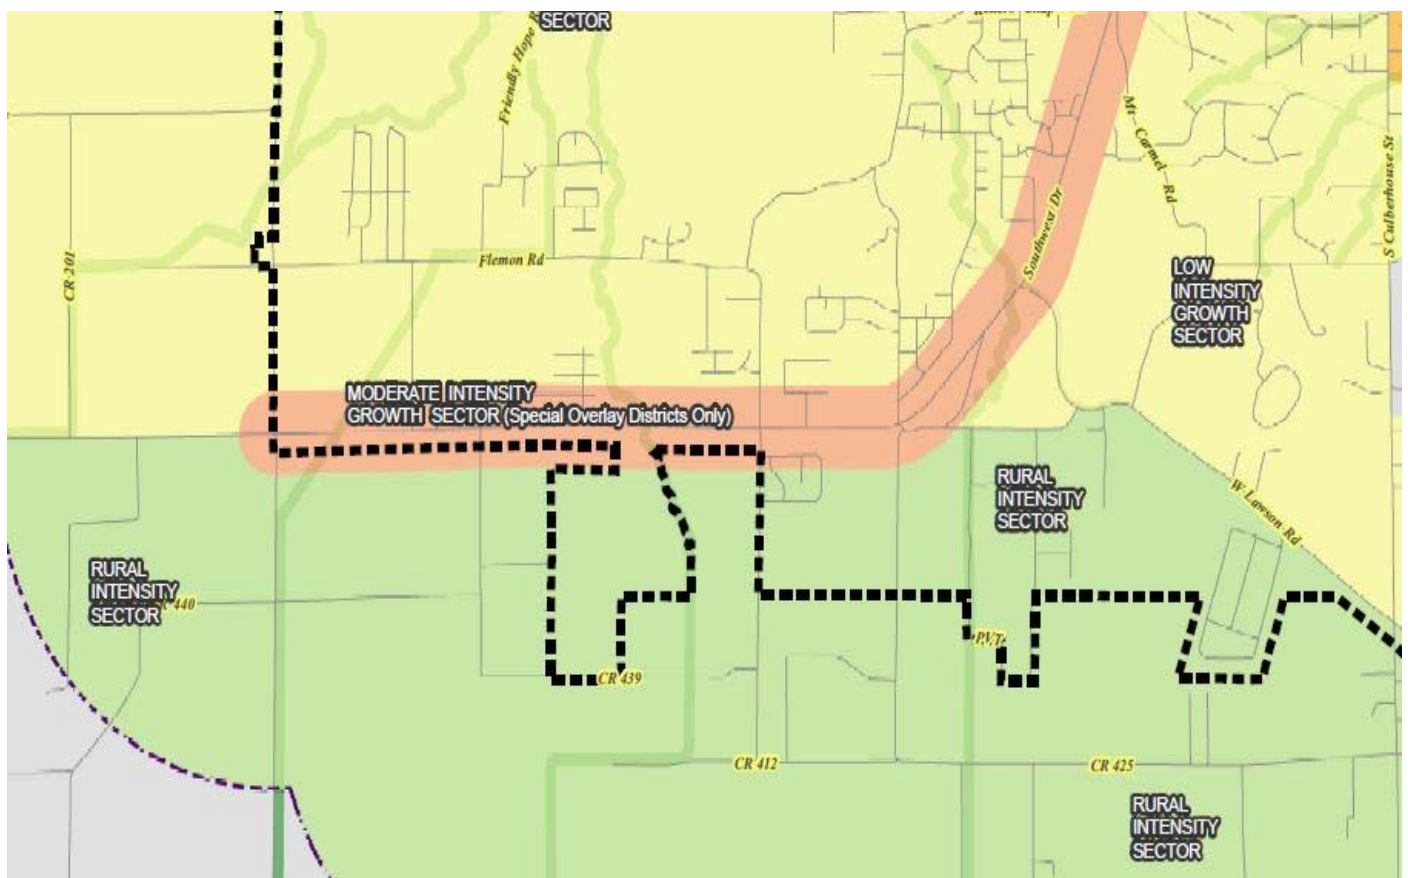 SECTOR
Friendly Hope R
Mt Carmel Rd
S Culberhouse St
Southwest Dr
CR 201
Flemon Rd
LOW
INTENSITY
GROWTH
SECTOR
MODERATE INTENSITY
GROWTH SECTOR (Special Overlay Districts Only)
RURAL
INTENSITY
SECTOR
W Lawson Rd
RURAL
INTENSITY
SECTOR
R 440
PVT
CR 439
CR 412
CR 425
RURAL
INTENSITY
SECTOR